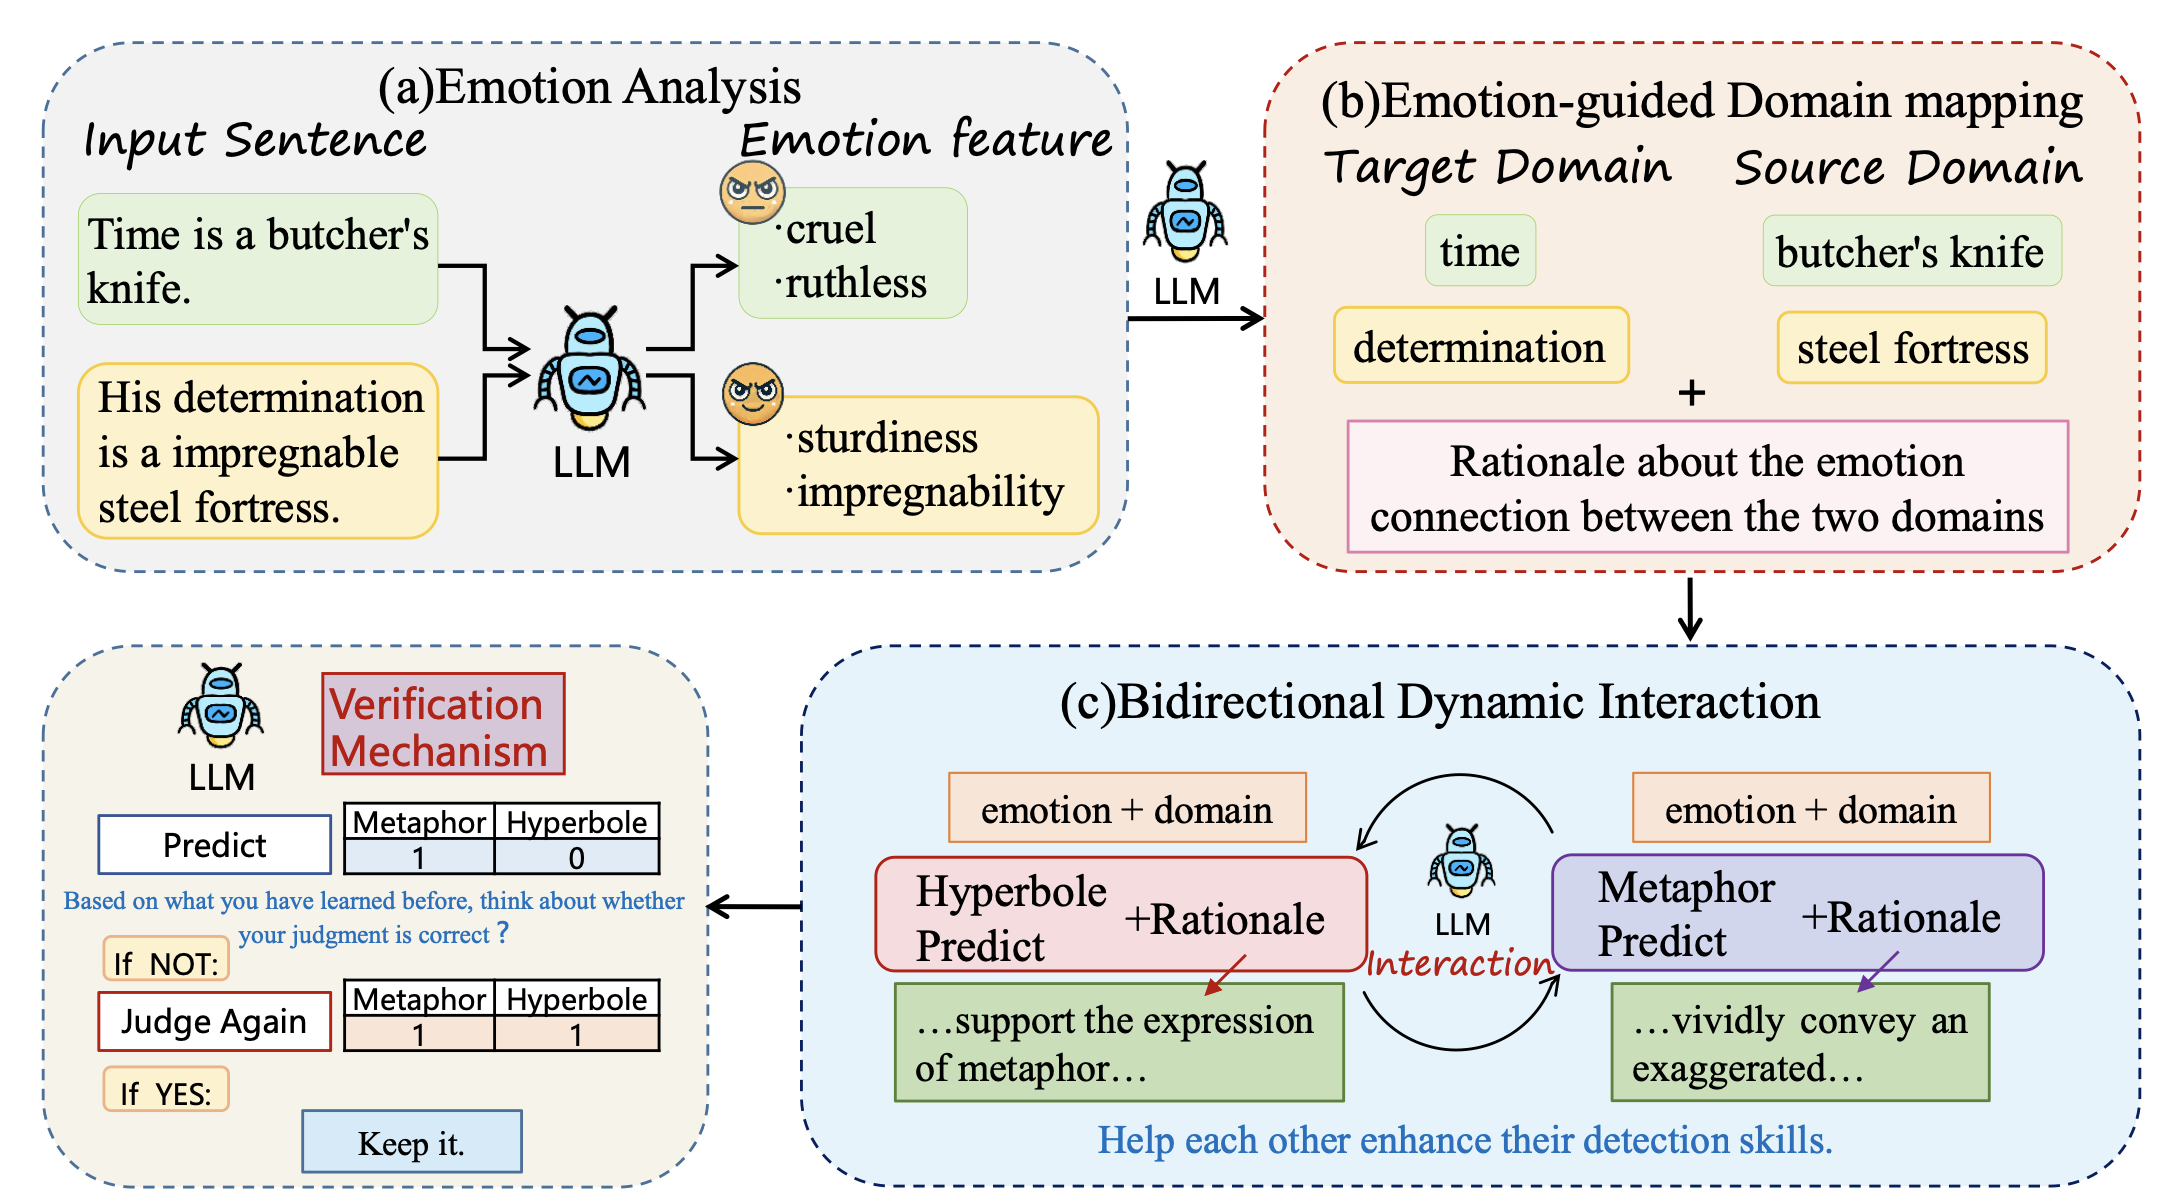 (a)Emotion Analysis
Input Sentence
Emotion feature
Time is a butcher's
knife.
·cruel
·ruthless
His determination
is a impregnable
steel fortress.
LLM
·sturdiness
·impregnability
LLM
(b)Emotion-guided Domain mapping
Target Domain
Source Domain
time
butcher's knife
determination
steel fortress
+
Rationale about the emotion
connection between the two domains
(c)Bidirectional Dynamic Interaction
emotion + domain
emotion + domain
Hyperbole
Predict
+Rationale
LLM
Interaction
Metaphor
Predict
+Rationale
…support the expression
of metaphor…
…vividly convey an
exaggerated…
Help each other enhance their detection skills.
LLM
Verification
Mechanism
Predict
Metaphor Hyperbole
1 0
Based on what you have learned before, think about whether
your judgment is correct？
If NOT:
Judge Again
Metaphor Hyperbole
1 1
If YES:
Keep it.